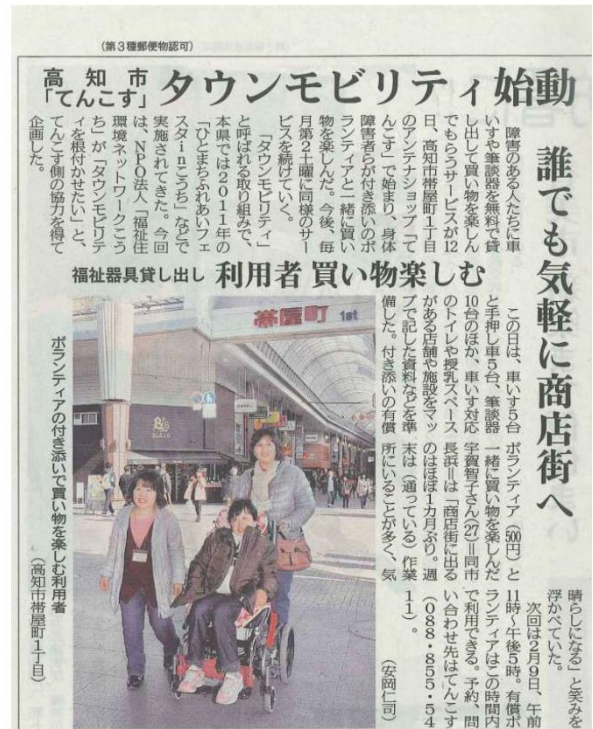 (第3種郵便物認可)
高知市
「てんこす」
タウンモビリティ始動
誰でも気軽に商店街へ
障害のある人たちに車
いすや筆談器を無料で貸
し出して買い物を楽しん
でもらうサービスが12
日、高知市帯屋町1丁目
のアンテナショップ「て
んこす」で始まり、身体
障害者らが付き添いのボ
ランティアと一緒に買い
物を楽しんだ。今後、毎
月第2土曜に同様のサー
ビスを続けていく。
「タウンモビリティ」
と呼ばれる取り組みで、
本県では2011年の
「ひとまちふれあいフェ
スタinこうち」などで
実施されてきた。今回
は、NPO法人「福祉住
環境ネットワークこう
ち」が「タウンモビリテ
ィを根付かせたい」と、
てんこす側の協力を得て
企画した。
福祉器具貸し出し
利用者 買い物楽しむ
この日は、車いす5台
と手押し車5台、筆談器
10台のほか、車いす対応
のトイレや授乳スペース
がある店舗や施設をマッ
プで記した資料などを準
備した。付き添いの有償
ボランティア(500円)と
一緒に買い物を楽しんだ
宇賀智子さん(27)=同市
長浜=は「商店街に出る
のはほぼ1カ月ぶり。週
末は(通っている)作業
所にいることが多く、気
晴らしになる」と笑みを
浮かべていた。
次回は2月9日、午前
11時~午後5時。有償ボ
ランティアはこの時間内
で利用できる。予約、問
い合わせ先はてんこす
(088・855・54
11)。
(安岡仁司)
帯屋町 1st
ボランティアの付き添いで買い物を楽しむ利用者
(高知市帯屋町1丁目)